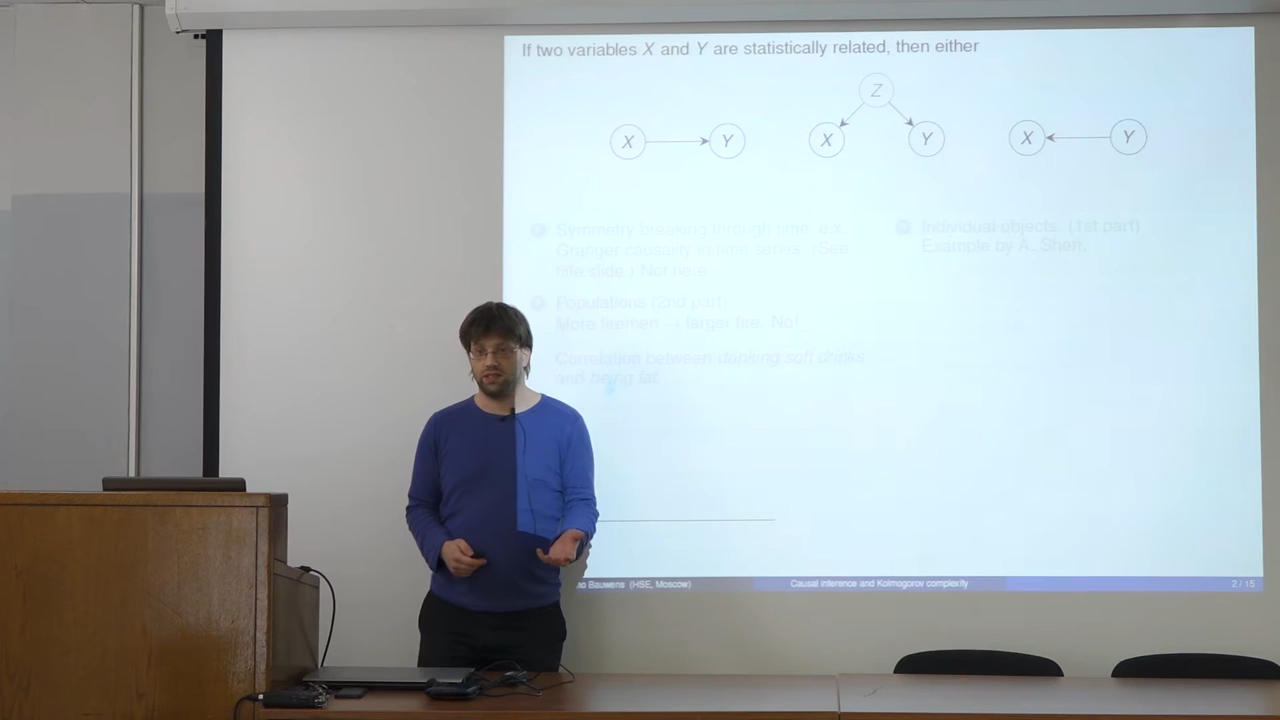 If two variables X and Y are statistically related, then either
Z
X Y X Y X Y
Symmetry breaking through time, e.x.
Granger causality in time series. (See
title slide.) Not here.
Populations (2nd part)
More firemen → larger fire. No!
Correlation between drinking soft drinks
and being fat.
Individual objects. (1st part)
Example by A. Shen.
Bauwens (HSE, Moscow)
Causal inference and Kolmogorov complexity
2 / 15